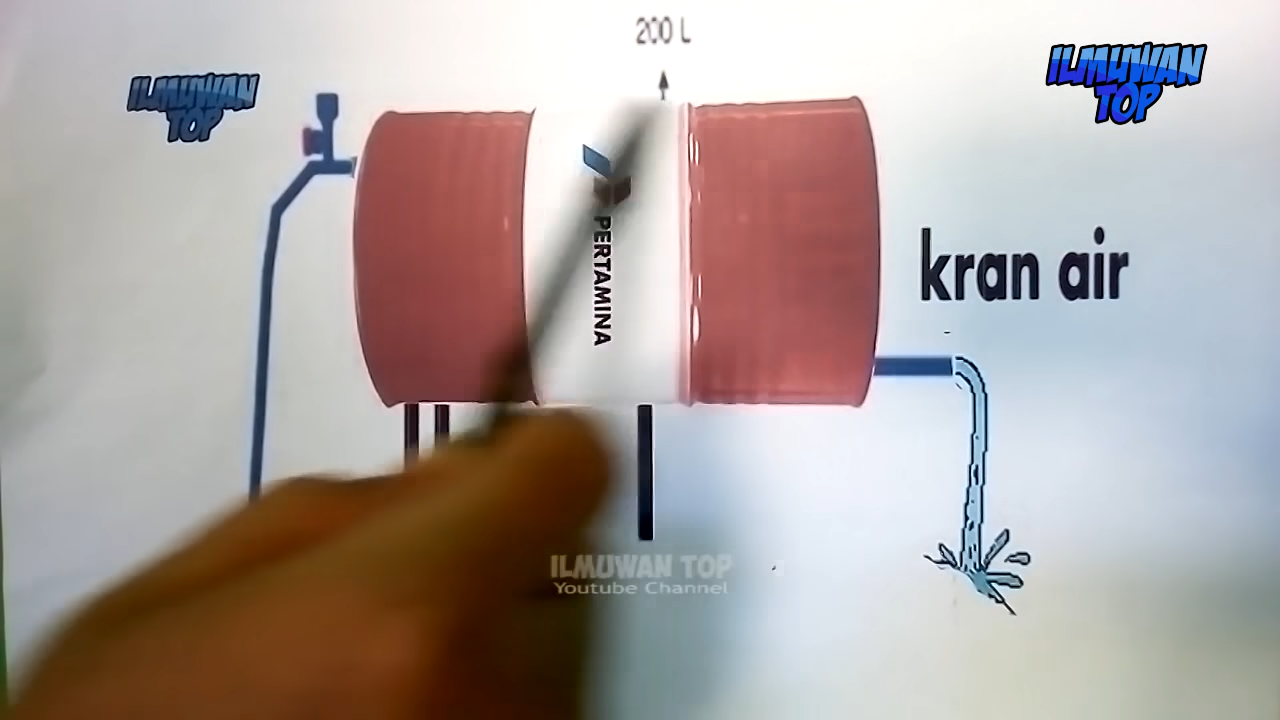 200 L
ILMUWAN
TOP
ILMUWAN
TOP
PERTAMINA
kran air
ILMUWAN TOP
Youtube Channel